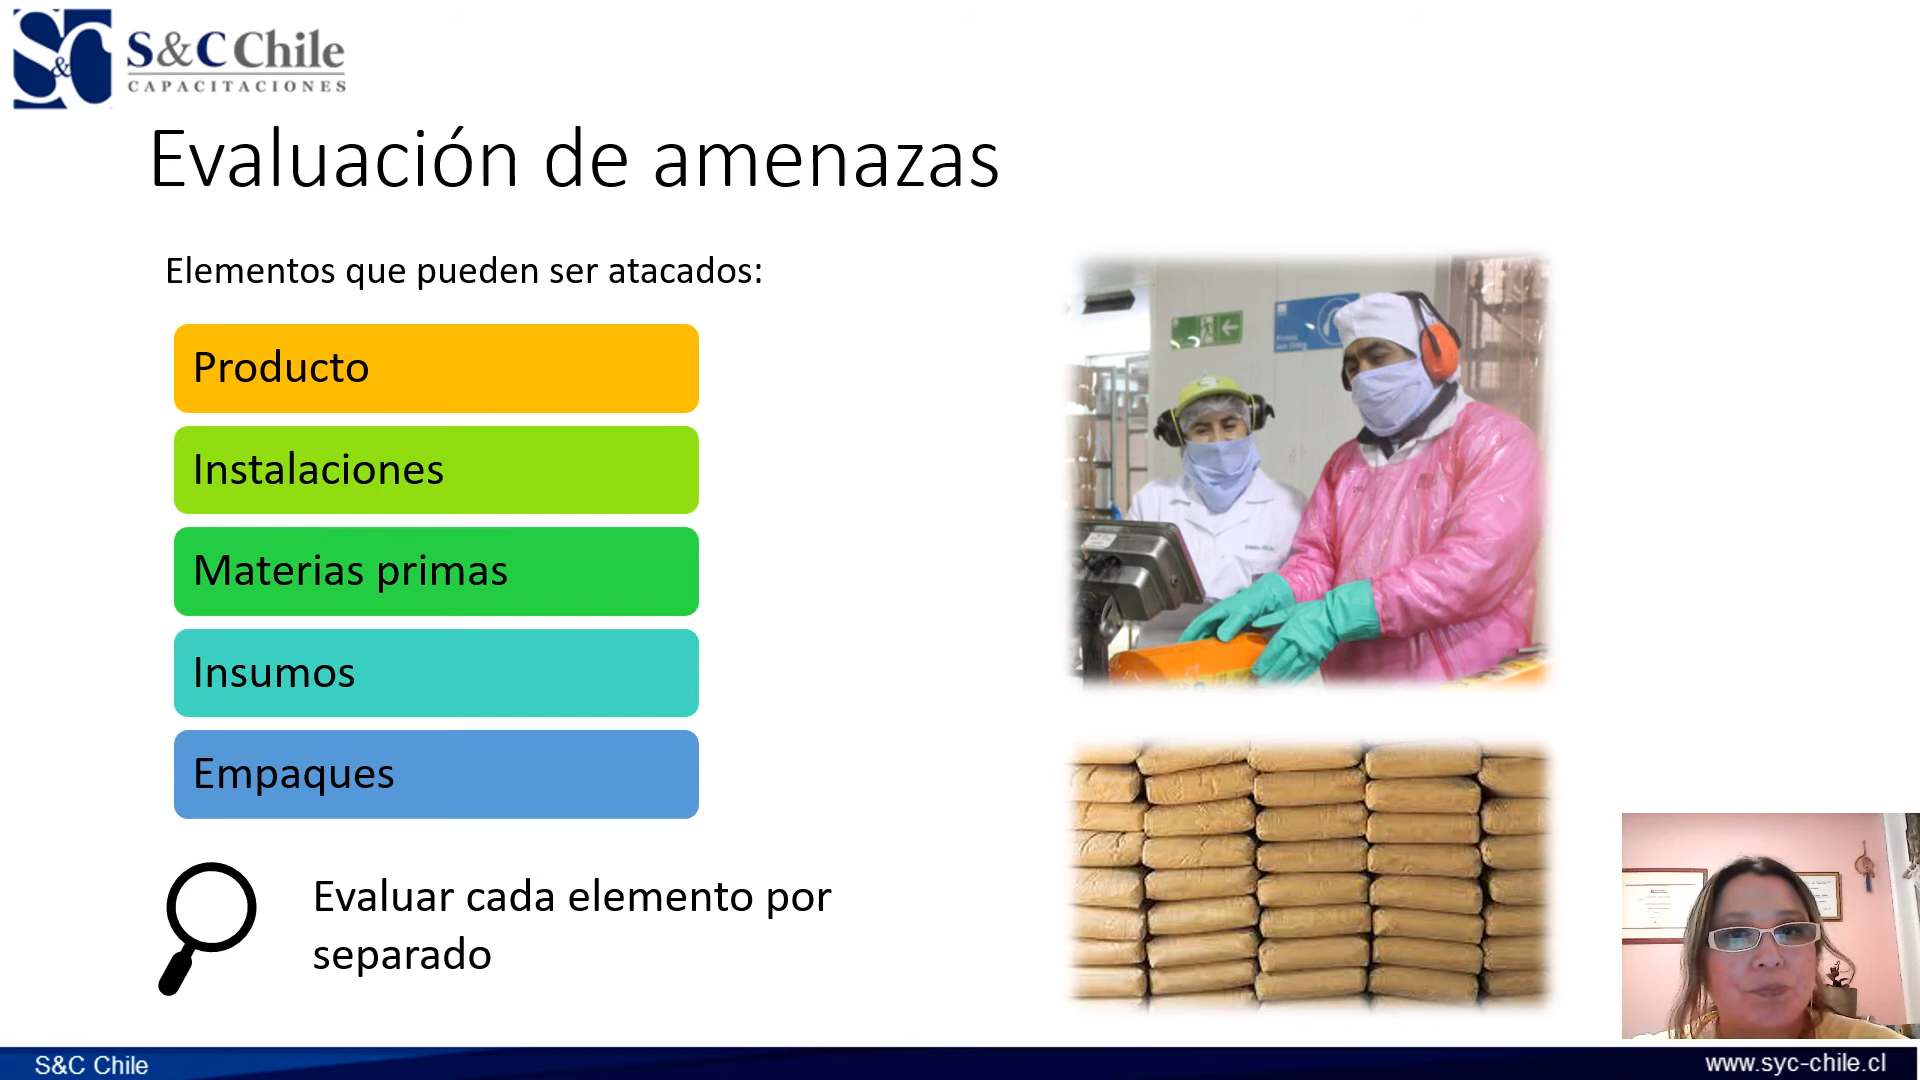 S&C Chile
CAPACITACIONES
Evaluación de amenazas
Elementos que pueden ser atacados:
Producto
Instalaciones
Materias primas
Insumos
Empaques
Evaluar cada elemento por
separado
S&C Chile
www.syc-chile.cl